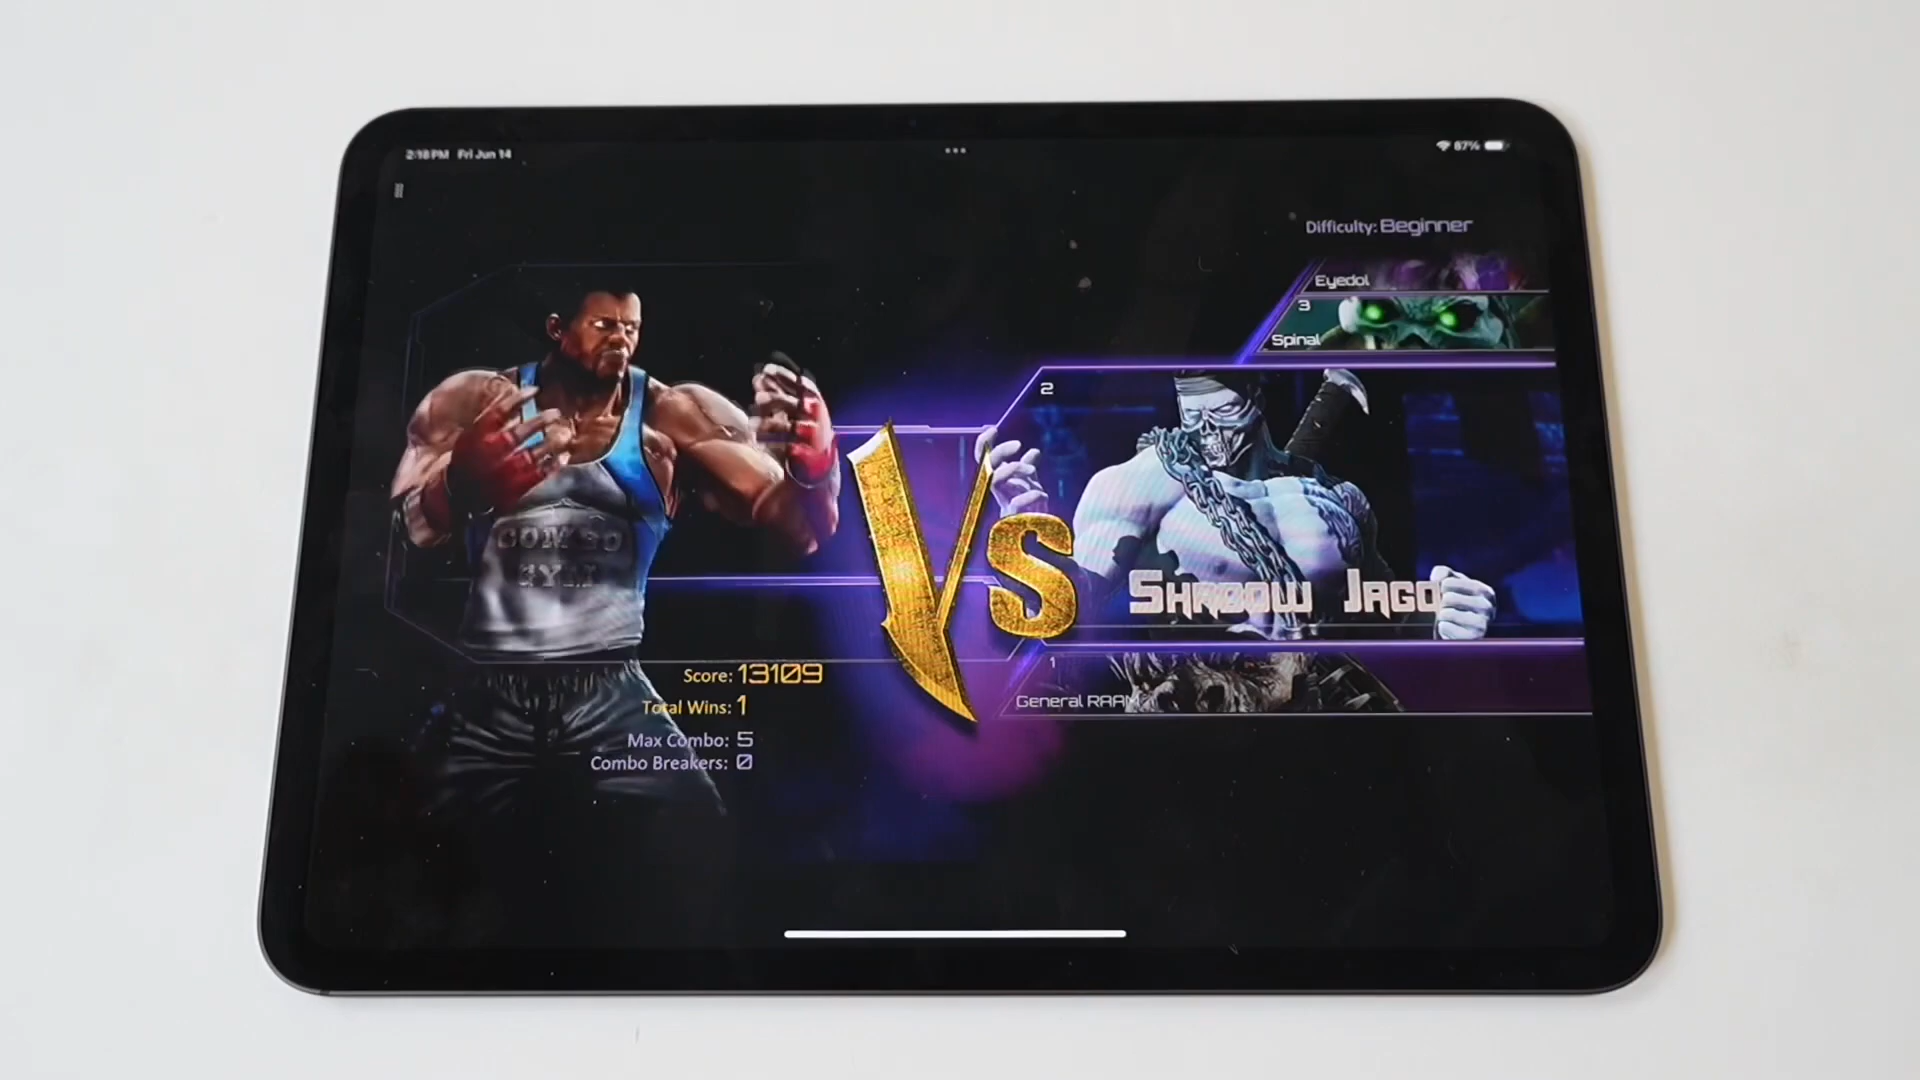 2:18 PM Fri Jun 14
67%
Difficulty: Beginner
Eyedol
3
Spinal
2
VS
COMBO
GYM
SHADOW JAGO
1
General RAAM
Score: 13109
Total Wins: 1
Max Combo: 5
Combo Breakers: 0